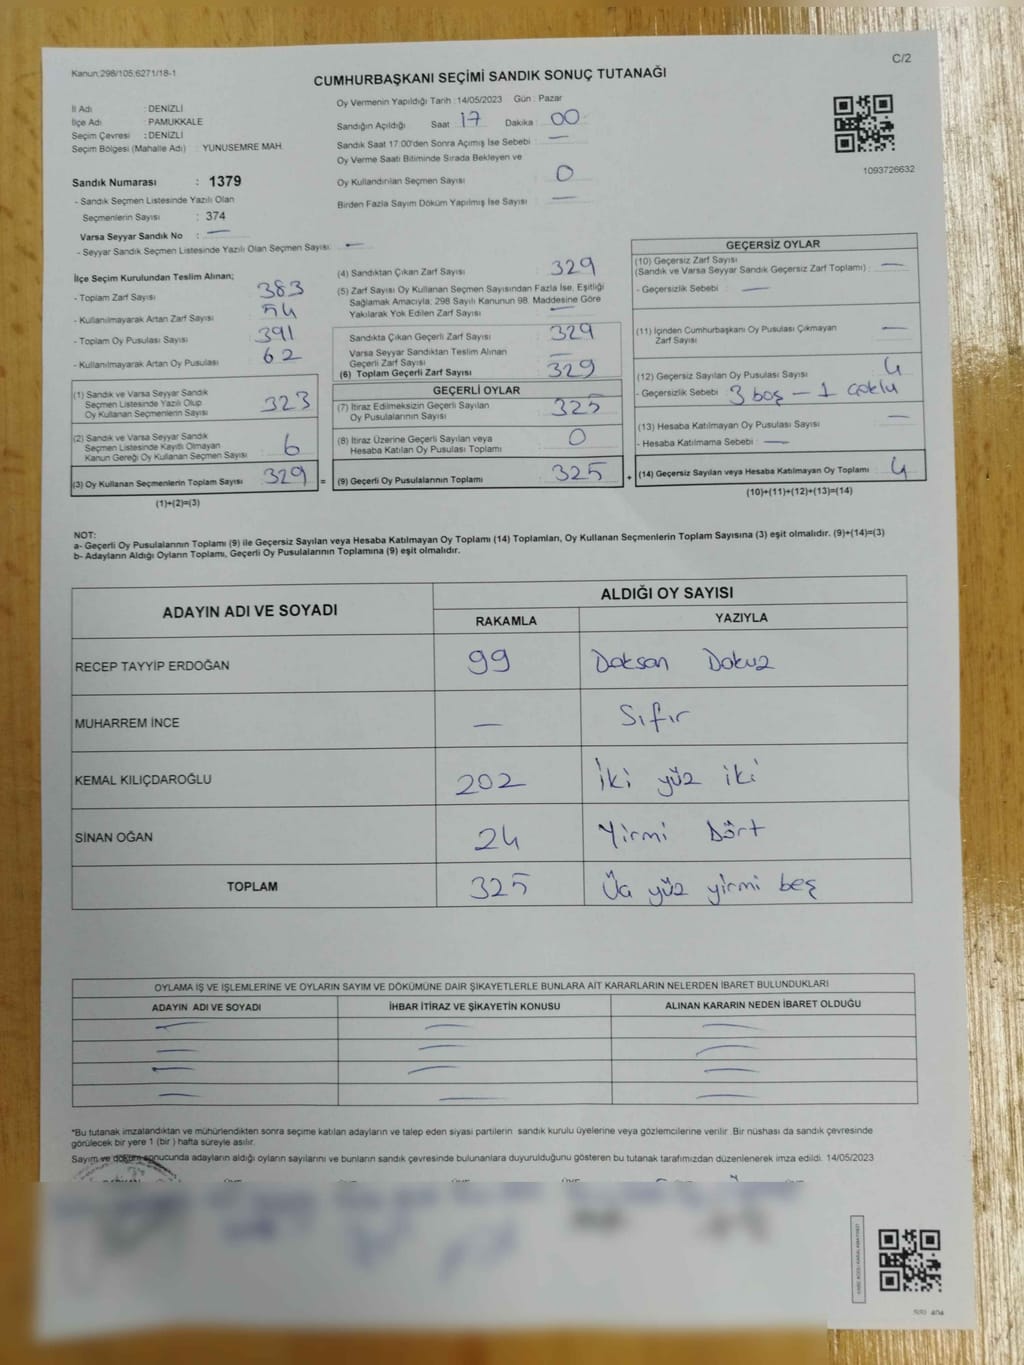 Kanun:298/105,6271/18-1
C/2
CUMHURBAŞKANI SEÇİMİ SANDIK SONUÇ TUTANAĞI
İl Adı : DENİZLİ
İlçe Adı : PAMUKKALE
Seçim Çevresi : DENİZLİ
Seçim Bölgesi (Mahalle Adı) : YUNUSEMRE MAH.
Sandık Numarası : 1379
- Sandık Seçmen Listesinde Yazılı Olan
Seçmenlerin Sayısı : 374
Varsa Seyyar Sandık No : —
- Seyyar Sandık Seçmen Listesinde Yazılı Olan Seçmen Sayısı: —
Oy Vermenin Yapıldığı Tarih :14/05/2023 Gün : Pazar
Sandığın Açıldığı Saat 17 Dakika : 00
Sandık Saat 17:00'den Sonra Açımış İse Sebebi : —
Oy Verme Saati Bitiminde Sırada Bekleyen ve
Oy Kullandırılan Seçmen Sayısı : 0
Birden Fazla Sayım Döküm Yapılmış İse Sayısı : —
1093726632
İlçe Seçim Kurulundan Teslim Alınan;
- Toplam Zarf Sayısı : 383
- Kullanılmayarak Artan Zarf Sayısı : 54
- Toplam Oy Pusulası Sayısı : 391
- Kullanılmayarak Artan Oy Pusulası : 62
(1) Sandık ve Varsa Seyyar Sandık
Seçmen Listesinde Yazılı Olup
Oy Kullanan Seçmenlerin Sayısı : 323
(2) Sandık ve Varsa Seyyar Sandık
Seçmen Listesinde Kayıtlı Olmayan
Kanun Gereği Oy Kullanan Seçmen Sayısı : 6
(3) Oy Kullanan Seçmenlerin Toplam Sayısı : 329 =
(1)+(2)=(3)
(4) Sandıktan Çıkan Zarf Sayısı : 329
(5) Zarf Sayısı Oy Kullanan Seçmen Sayısından Fazla İse, Eşitliği
Sağlamak Amacıyla; 298 Sayılı Kanunun 98. Maddesine Göre
Yakılarak Yok Edilen Zarf Sayısı : —
Sandıkta Çıkan Geçerli Zarf Sayısı : 329
Varsa Seyyar Sandıktan Teslim Alınan
Geçerli Zarf Sayısı : —
(6) Toplam Geçerli Zarf Sayısı : 329
GEÇERLİ OYLAR
(7) İtiraz Edilmeksizin Geçerli Sayılan
Oy Pusulalarının Sayısı : 325
(8) İtiraz Üzerine Geçerli Sayılan veya
Hesaba Katılan Oy Pusulası Toplamı : 0
(9) Geçerli Oy Pusulalarının Toplamı : 325 +
GEÇERSİZ OYLAR
(10) Geçersiz Zarf Sayısı
(Sandık ve Varsa Seyyar Sandık Geçersiz Zarf Toplamı) : —
- Geçersizlik Sebebi : —
(11) İçinden Cumhurbaşkanı Oy Pusulası Çıkmayan
Zarf Sayısı : —
(12) Geçersiz Sayılan Oy Pusulası Sayısı : 4
- Geçersizlik Sebebi : 3 boş — 1 çoklu
(13) Hesaba Katılmayan Oy Pusulası Sayısı : —
- Hesaba Katılmama Sebebi : —
(14) Geçersiz Sayılan veya Hesaba Katılmayan Oy Toplamı : 4
(10)+(11)+(12)+(13)=(14)
NOT:
a- Geçerli Oy Pusulalarının Toplamı (9) ile Geçersiz Sayılan veya Hesaba Katılmayan Oy Toplamı (14) Toplamları, Oy Kullanan Seçmenlerin Toplam Sayısına (3) eşit olmalıdır. (9)+(14)=(3)
b- Adayların Aldığı Oyların Toplamı, Geçerli Oy Pusulalarının Toplamına (9) eşit olmalıdır.
ADAYIN ADI VE SOYADI
ALDIĞI OY SAYISI
RAKAMLA YAZIYLA
RECEP TAYYİP ERDOĞAN 99 Doksan Dokuz
MUHARREM İNCE — Sıfır
KEMAL KILIÇDAROĞLU 202 İki yüz iki
SİNAN OĞAN 24 Yirmi Dört
TOPLAM 325 Üç yüz yirmi beş
OYLAMA İŞ VE İŞLEMLERİNE VE OYLARIN SAYIM VE DÖKÜMÜNE DAİR ŞİKAYETLERLE BUNLARA AİT KARARLARIN NELERDEN İBARET BULUNDUKLARI
ADAYIN ADI VE SOYADI İHBAR İTİRAZ VE ŞİKAYETİN KONUSU ALINAN KARARIN NEDEN İBARET OLDUĞU
— — —
— — —
— — —
— — —
*Bu tutanak imzalandıktan ve mühürlendikten sonra seçime katılan adayların ve talep eden siyasi partilerin sandık kurulu üyelerine veya gözlemcilerine verilir. Bir nüshası da sandık çevresinde
görülecek bir yere 1 (bir ) hafta süreyle asılır.
Sayım ve döküm sonucunda adayların aldığı oyların sayılarını ve bunların sandık çevresinde bulunanlara duyurulduğunu gösteren bu tutanak tarafımızdan düzenlenerek imza edildi. 14/05/2023